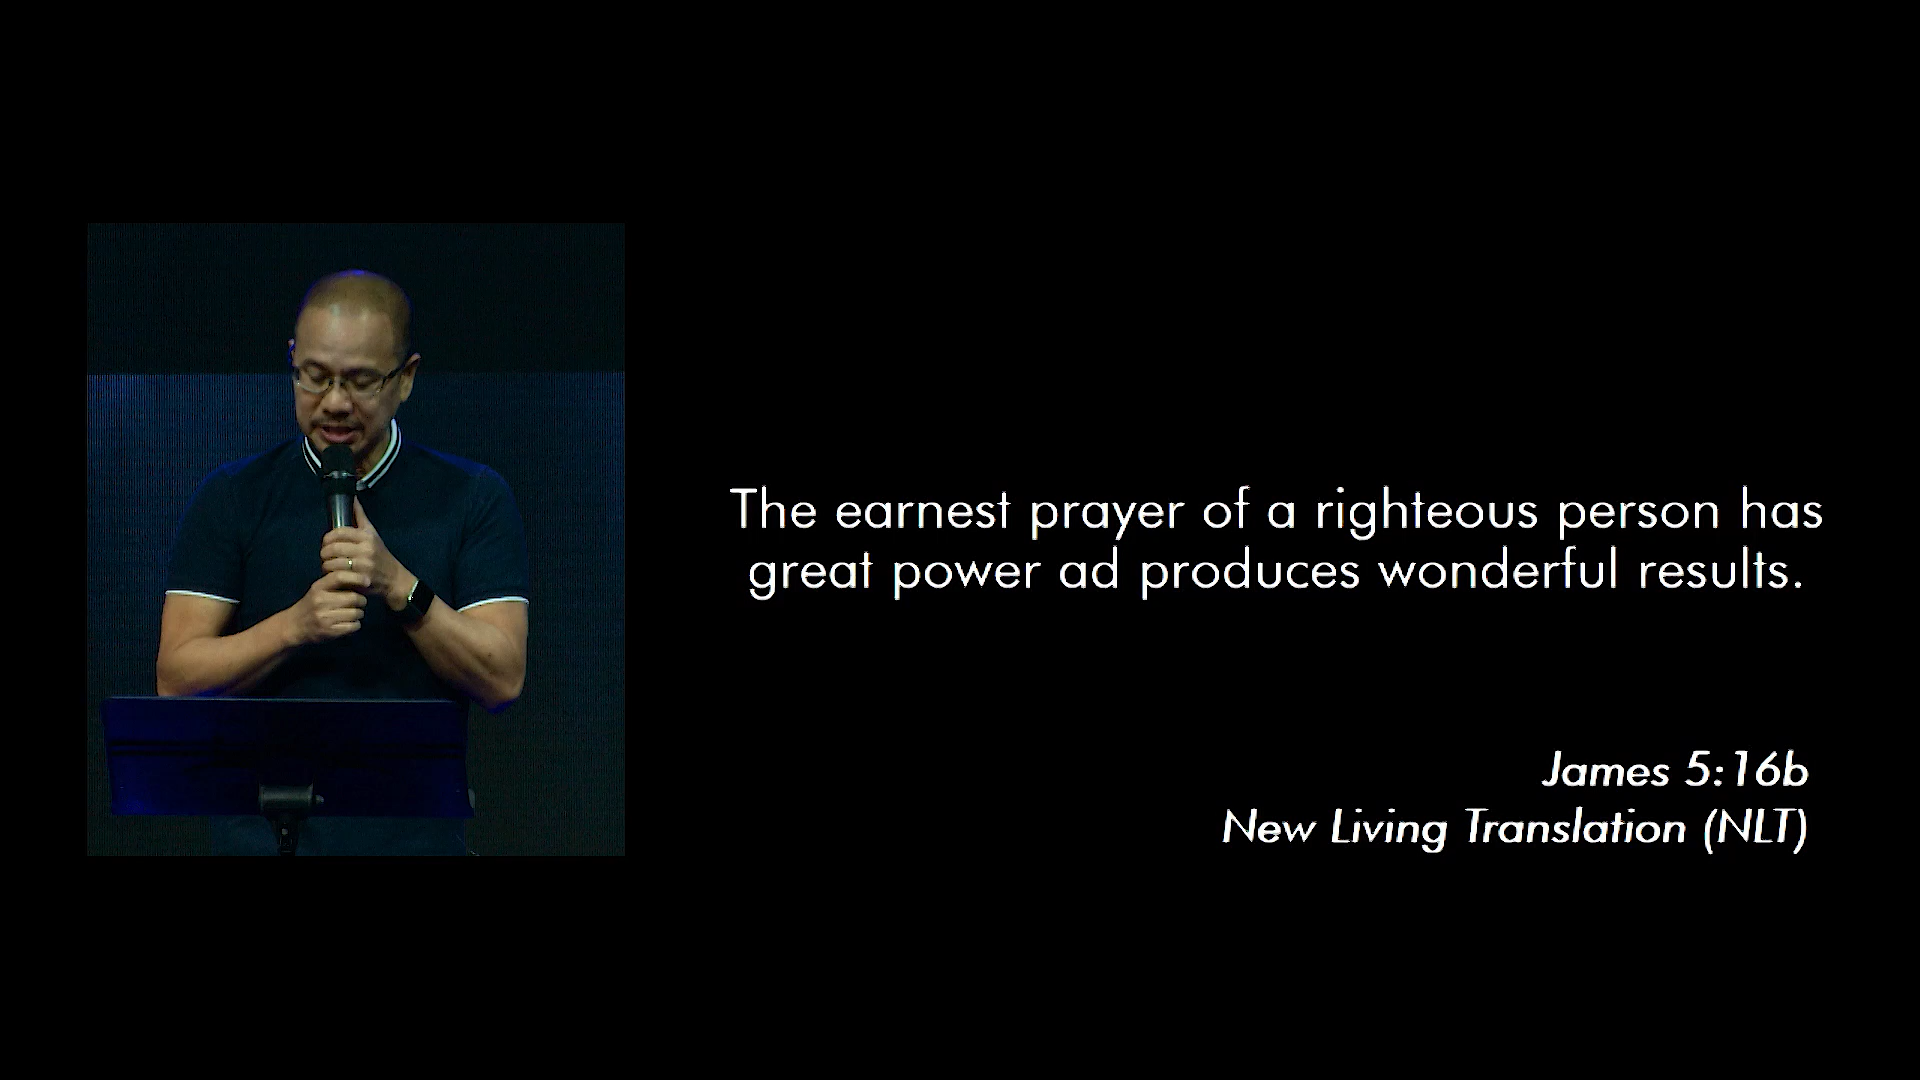 The earnest prayer of a righteous person has
great power ad produces wonderful results.
James 5:16b
New Living Translation (NLT)